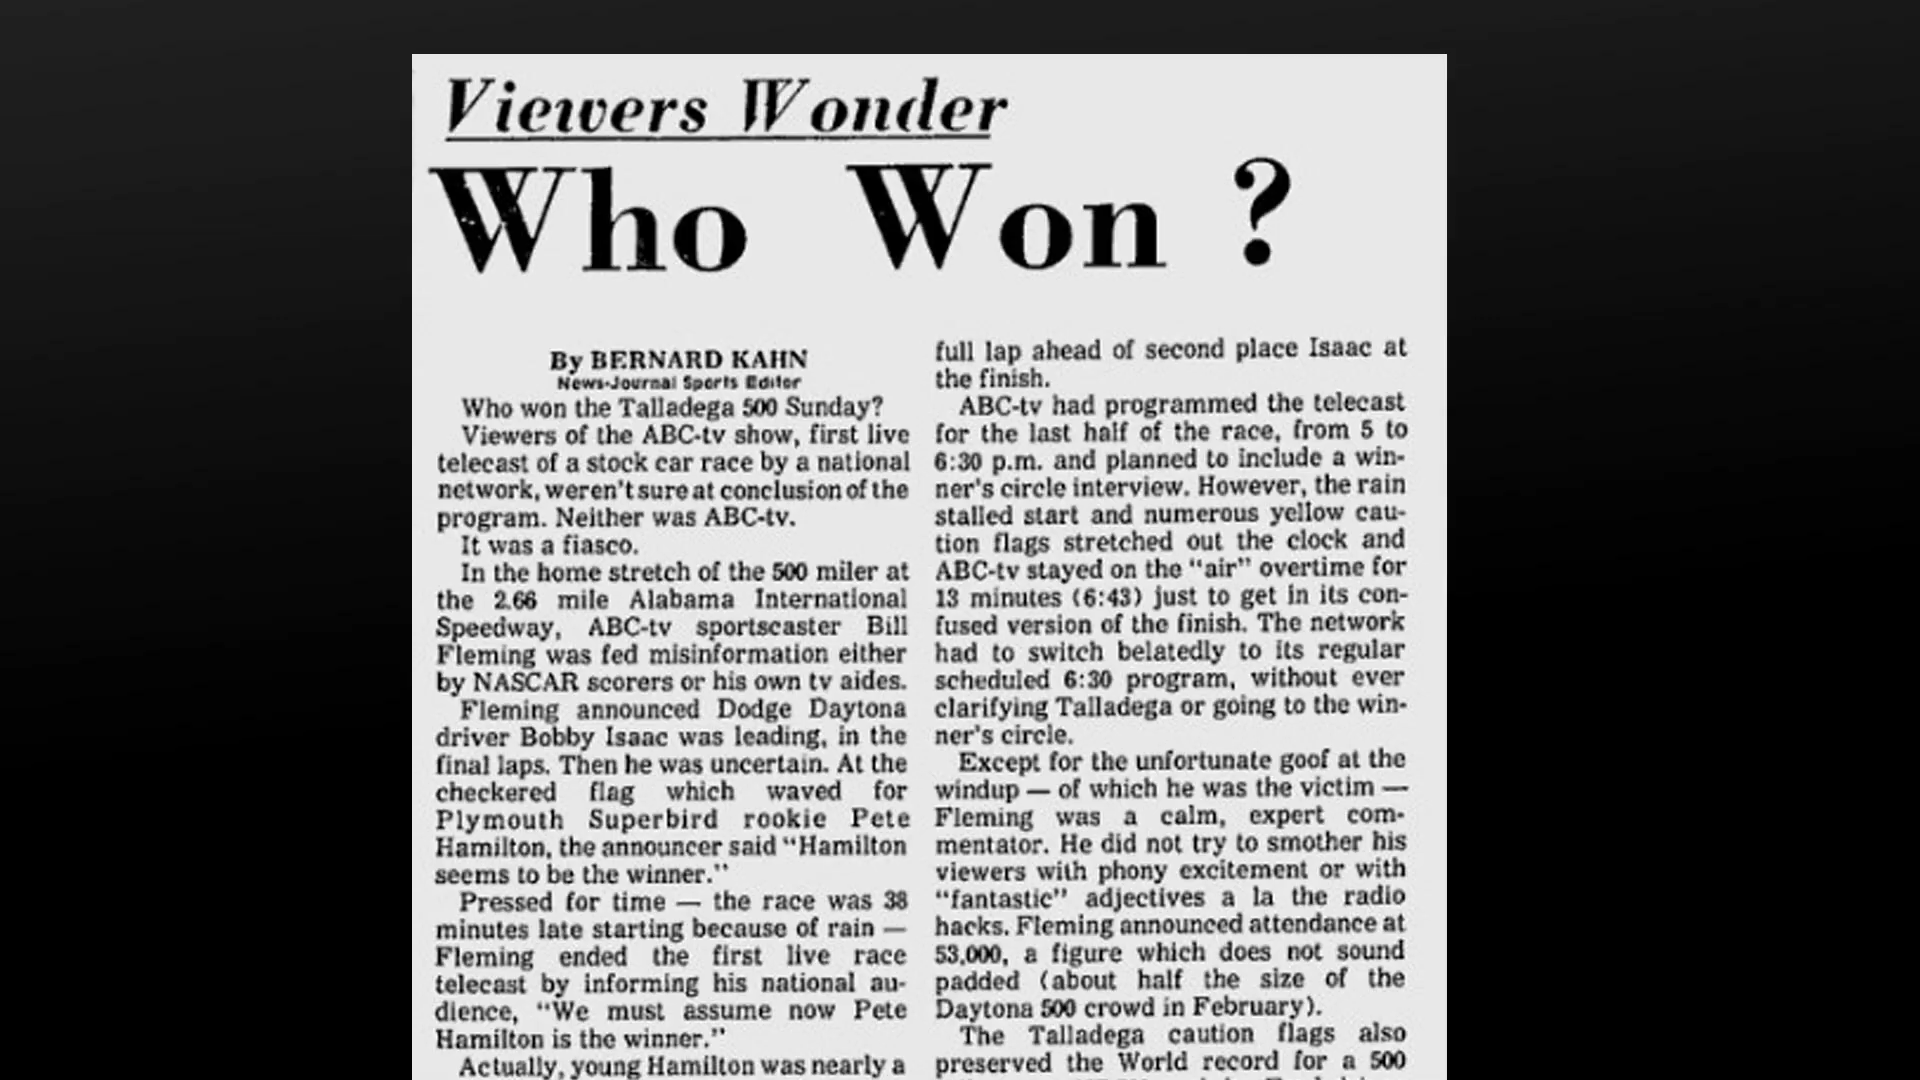 Viewers Wonder
Who Won ?
By BERNARD KAHN
News-Journal Sports Editor
Who won the Talladega 500 Sunday?
Viewers of the ABC-tv show, first live
telecast of a stock car race by a national
network, weren't sure at conclusion of the
program. Neither was ABC-tv.
It was a fiasco.
In the home stretch of the 500 miler at
the 2.66 mile Alabama International
Speedway, ABC-tv sportscaster Bill
Fleming was fed misinformation either
by NASCAR scorers or his own tv aides.
Fleming announced Dodge Daytona
driver Bobby Isaac was leading, in the
final laps. Then he was uncertain. At the
checkered flag which waved for
Plymouth Superbird rookie Pete
Hamilton, the announcer said "Hamilton
seems to be the winner."
Pressed for time — the race was 38
minutes late starting because of rain —
Fleming ended the first live race
telecast by informing his national au-
dience, "We must assume now Pete
Hamilton is the winner."
Actually, young Hamilton was nearly a
full lap ahead of second place Isaac at
the finish.
ABC-tv had programmed the telecast
for the last half of the race, from 5 to
6:30 p.m. and planned to include a win-
ner's circle interview. However, the rain
stalled start and numerous yellow cau-
tion flags stretched out the clock and
ABC-tv stayed on the "air" overtime for
13 minutes (6:43) just to get in its con-
fused version of the finish. The network
had to switch belatedly to its regular
scheduled 6:30 program, without ever
clarifying Talladega or going to the win-
ner's circle.
Except for the unfortunate goof at the
windup — of which he was the victim —
Fleming was a calm, expert com-
mentator. He did not try to smother his
viewers with phony excitement or with
"fantastic" adjectives a la the radio
hacks. Fleming announced attendance at
53,000, a figure which does not sound
padded (about half the size of the
Daytona 500 crowd in February).
The Talladega caution flags also
preserved the World record for a 500